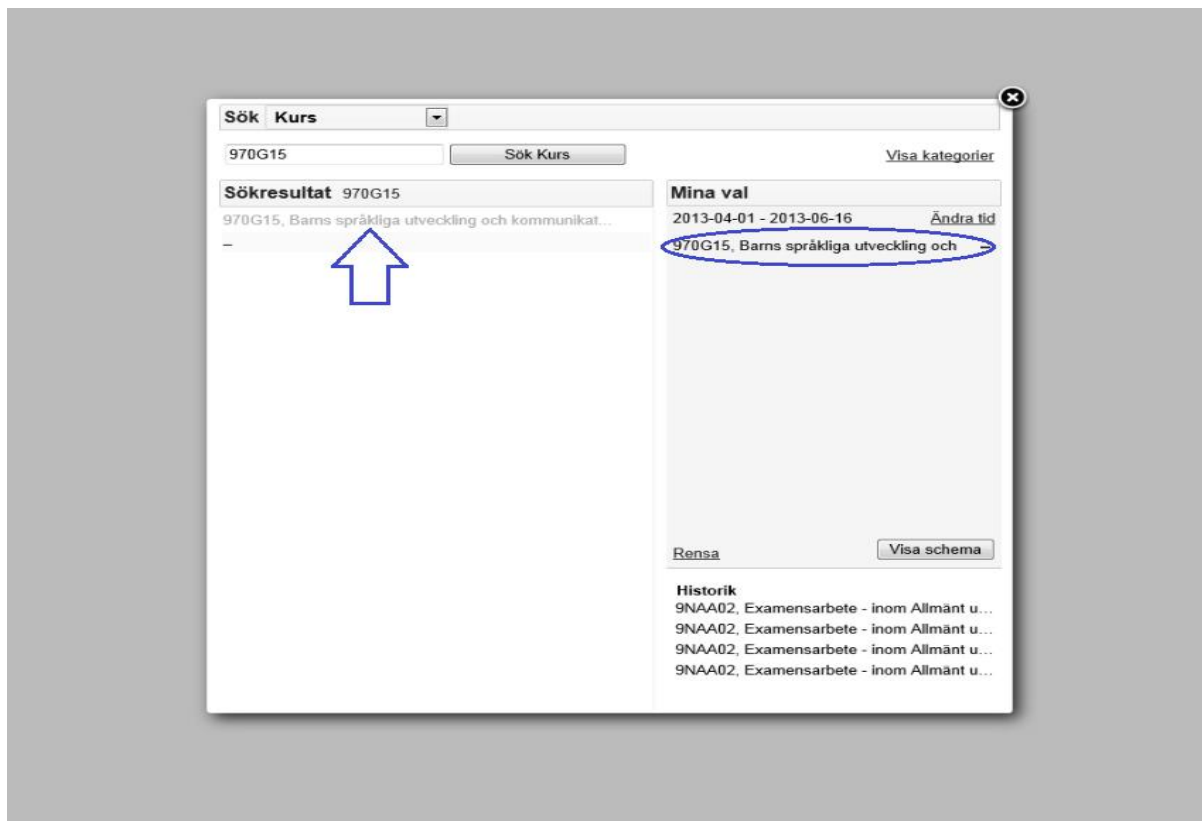 Sök Kurs
970G15 Sök Kurs Visa kategorier
Sökresultat 970G15
970G15, Barns språkliga utveckling och kommunikat...
–
Mina val
2013-04-01 - 2013-06-16 Ändra tid
970G15, Barns språkliga utveckling och –
Rensa Visa schema
Historik
9NAA02, Examensarbete - inom Allmänt u...
9NAA02, Examensarbete - inom Allmänt u...
9NAA02, Examensarbete - inom Allmänt u...
9NAA02, Examensarbete - inom Allmänt u...